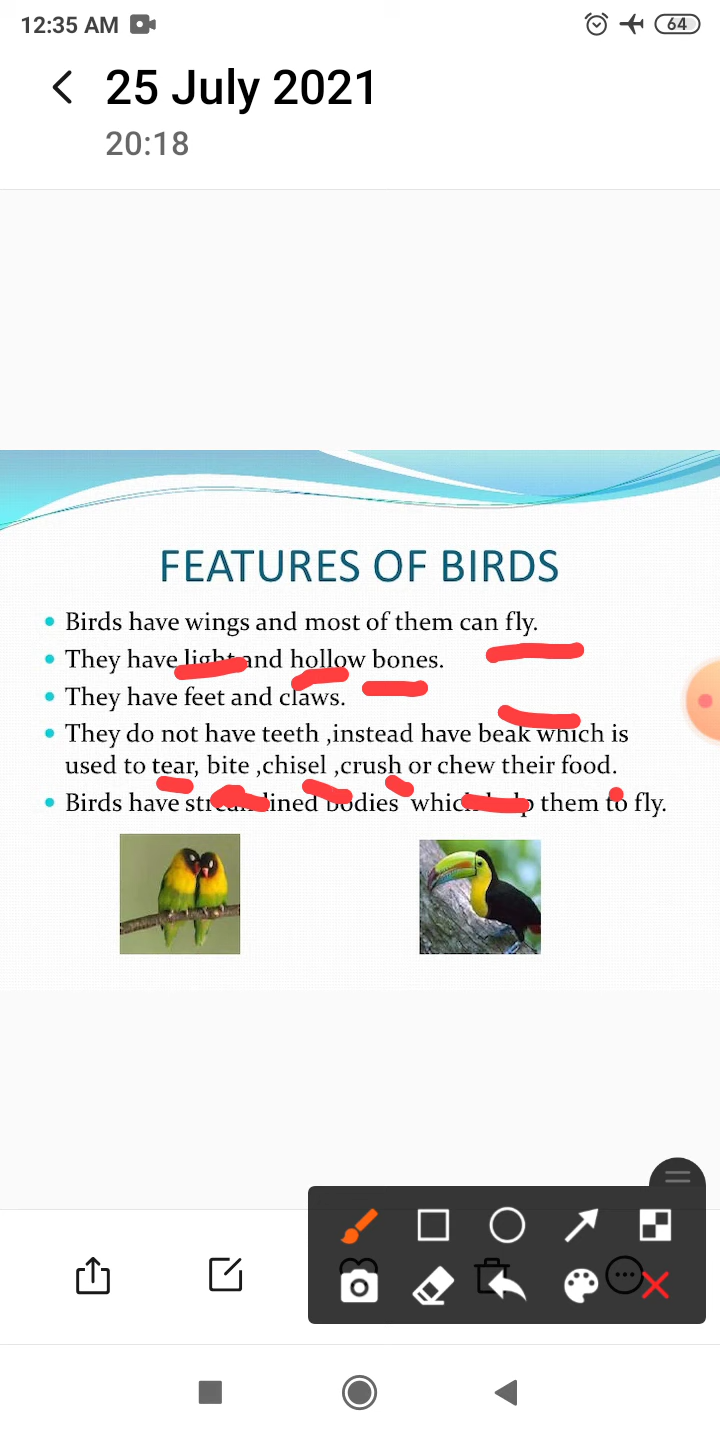 12:35 AM
64
25 July 2021
20:18
FEATURES OF BIRDS
• Birds have wings and most of them can fly.
• They have light and hollow bones.
• They have feet and claws.
• They do not have teeth ,instead have beak which is
used to tear, bite ,chisel ,crush or chew their food.
• Birds have streamlined bodies which help them to fly.